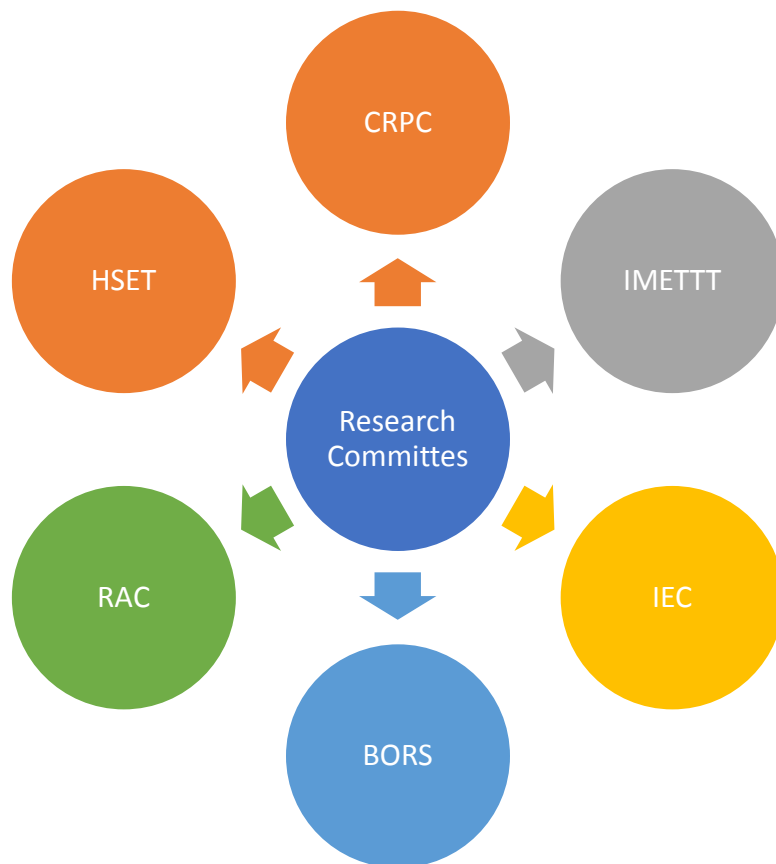 CRPC
HSET
IMETTT
Research
Committes
RAC
IEC
BORS